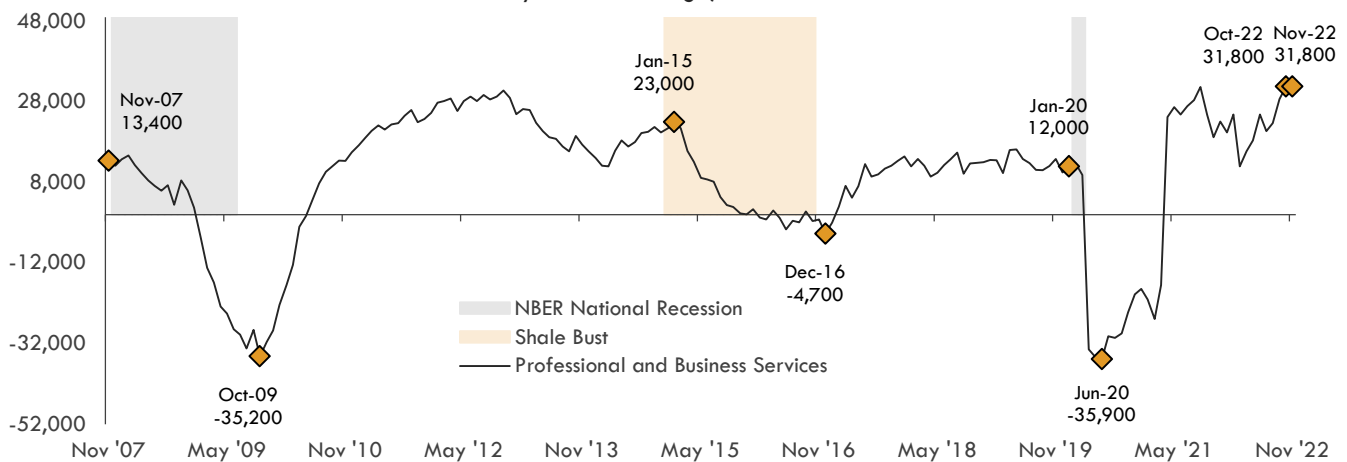 48,000
28,000
8,000
-12,000
-32,000
-52,000
Nov-07
13,400
Oct-09
-35,200
Jan-15
23,000
Dec-16
-4,700
Jan-20
12,000
Jun-20
-35,900
Oct-22
31,800
Nov-22
31,800
NBER National Recession
Shale Bust
Professional and Business Services
Nov '07 May '09 Nov '10 May '12 Nov '13 May '15 Nov '16 May '18 Nov '19 May '21 Nov '22